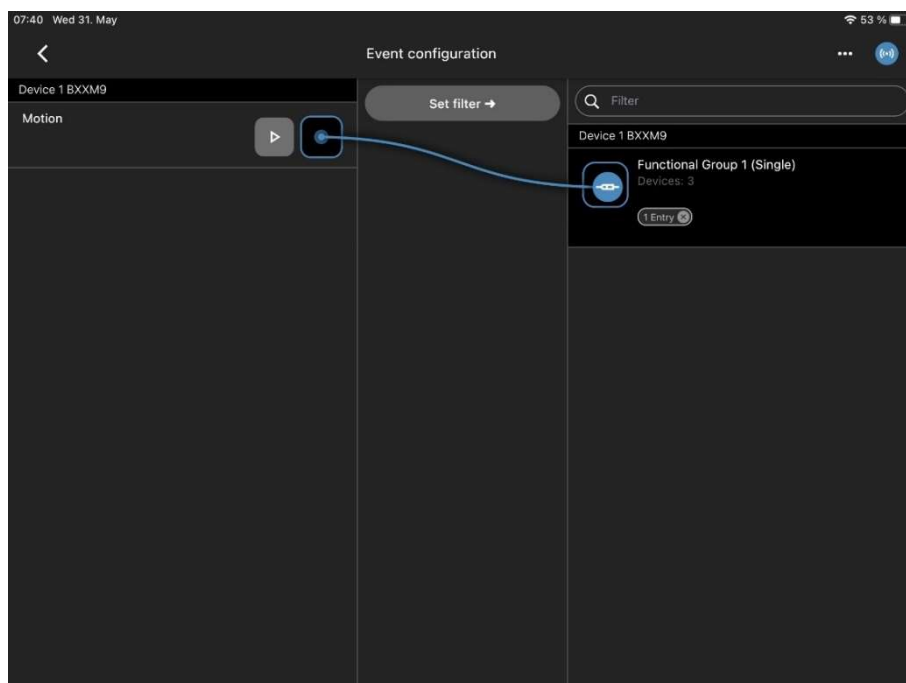 07:40 Wed 31. May
53 %
Event configuration
Device 1 BXXM9
Motion
Set filter →
Filter
Device 1 BXXM9
Functional Group 1 (Single)
Devices: 3
1 Entry